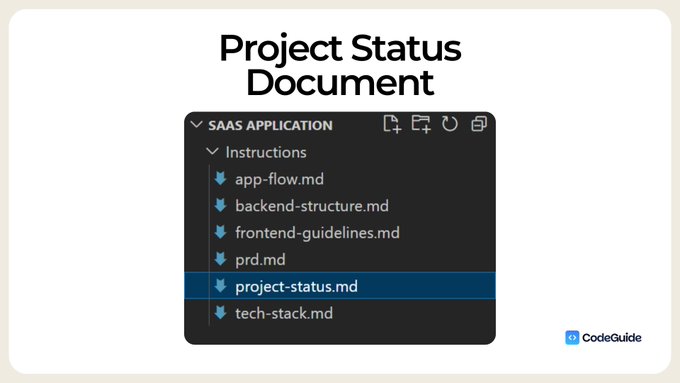 Project Status
Document
SAAS APPLICATION
Instructions
app-flow.md
backend-structure.md
frontend-guidelines.md
prd.md
project-status.md
tech-stack.md
CodeGuide